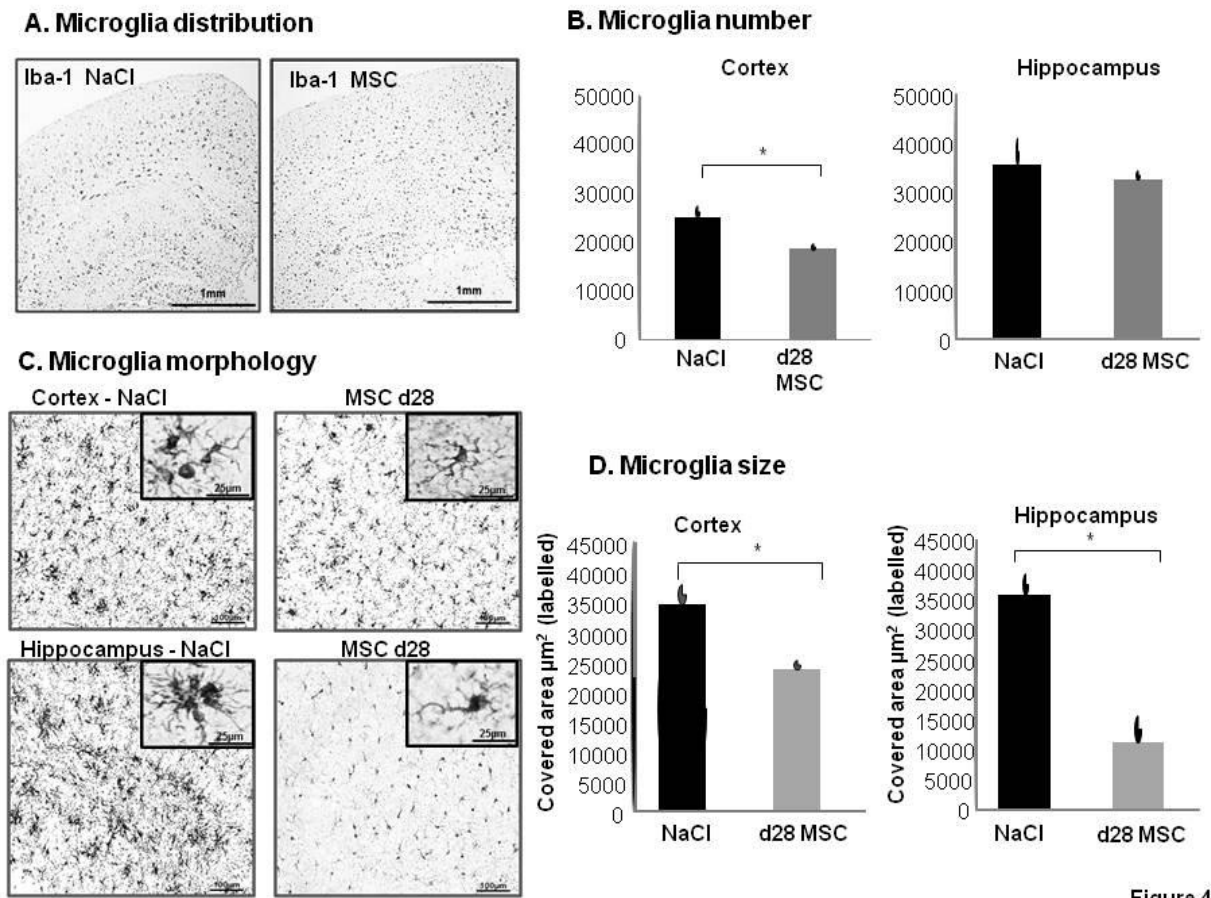 A. Microglia distribution
Iba-1 NaCl
1mm
Iba-1 MSC
1mm
B. Microglia number
Cortex
50000
40000
30000
20000
10000
0
*
NaCl
d28
MSC
Hippocampus
50000
40000
30000
20000
10000
0
NaCl
d28 MSC
C. Microglia morphology
Cortex - NaCl
25µm
100µm
MSC d28
25µm
100µm
Hippocampus - NaCl
25µm
100µm
MSC d28
25µm
100µm
D. Microglia size
Cortex
Covered area µm² (labelled)
45000
40000
35000
30000
25000
20000
15000
10000
5000
0
*
NaCl
d28 MSC
Hippocampus
Covered area µm² (labelled)
45000
40000
35000
30000
25000
20000
15000
10000
5000
0
*
NaCl
d28 MSC
Figure 4